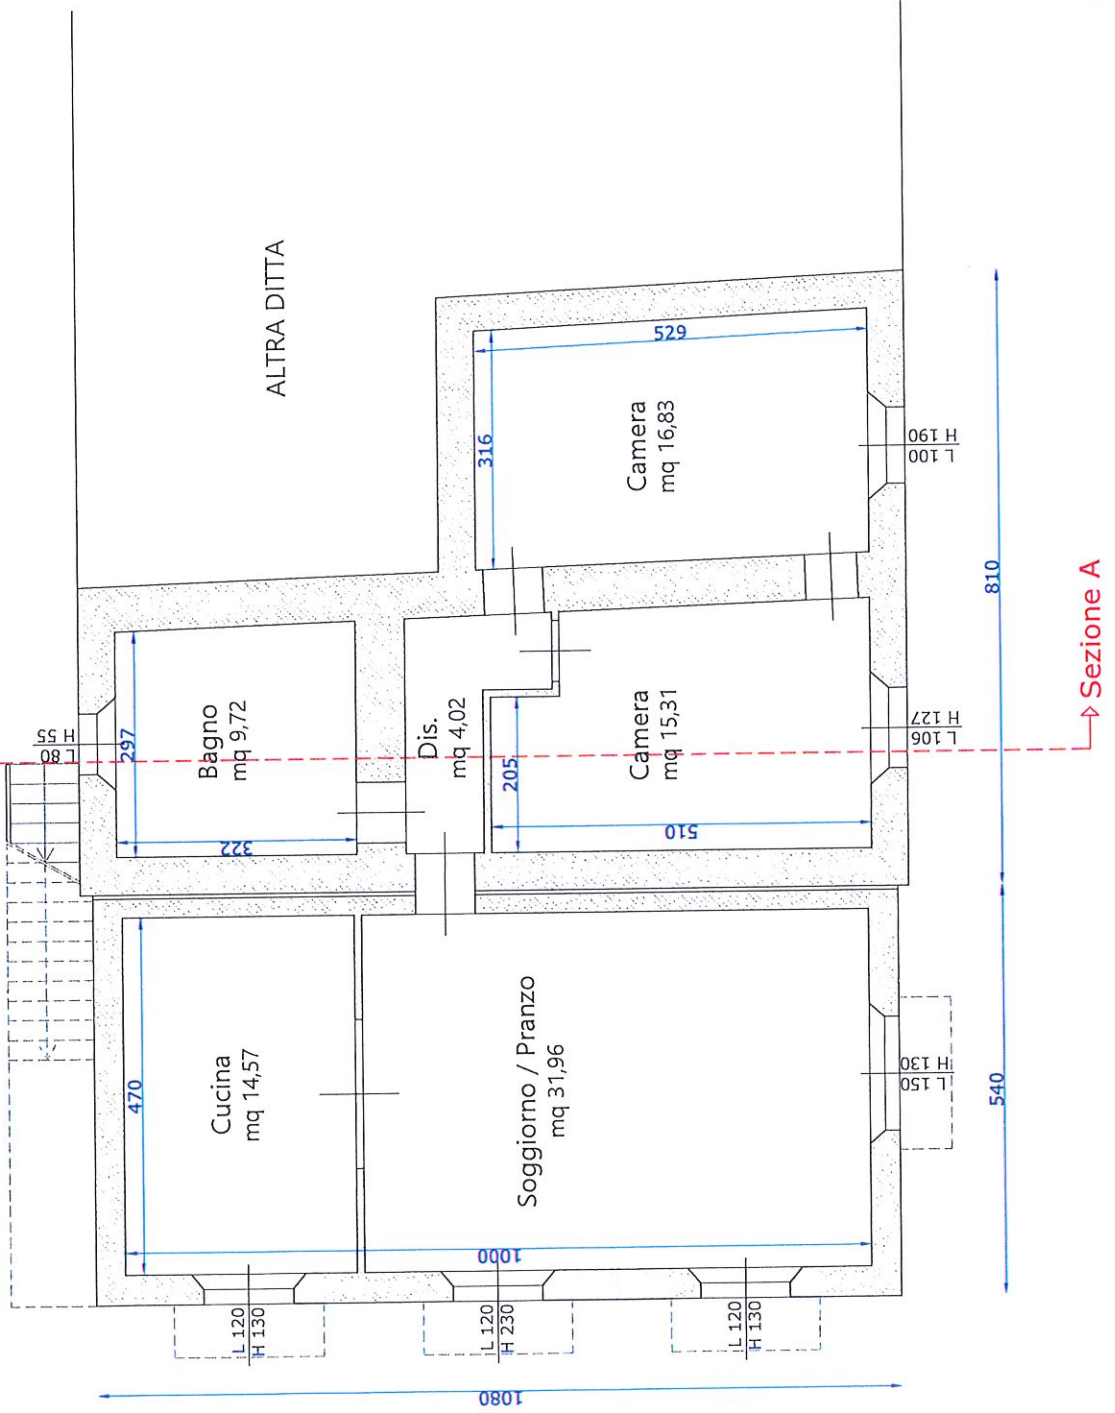 ALTRA DITTA
L 80
H 55
297
Bagno
mq 9,72
322
Dis.
mq 4,02
205
316
529
Camera
mq 16,83
L 100
H 190
Camera
mq 15,31
510
L 106
H 127
810
Sezione A
470
Cucina
mq 14,57
Soggiorno / Pranzo
mq 31,96
1000
L 150
H 130
540
L 120
H 130
L 120
H 230
L 120
H 130
1080